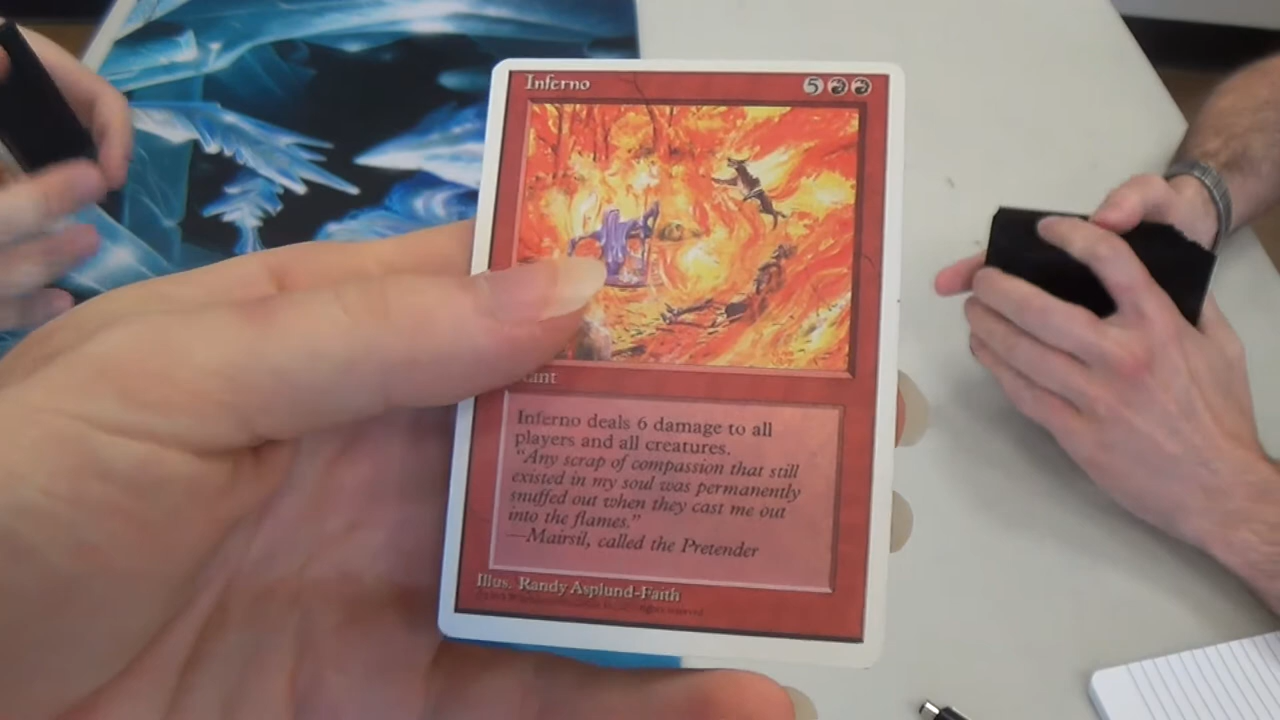 Inferno 5
Inferno deals 6 damage to all
players and all creatures.
"Any scrap of compassion that still
existed in my soul was permanently
snuffed out when they cast me out
into the flames."
—Mairsil, called the Pretender
Illus. Randy Asplund-Faith